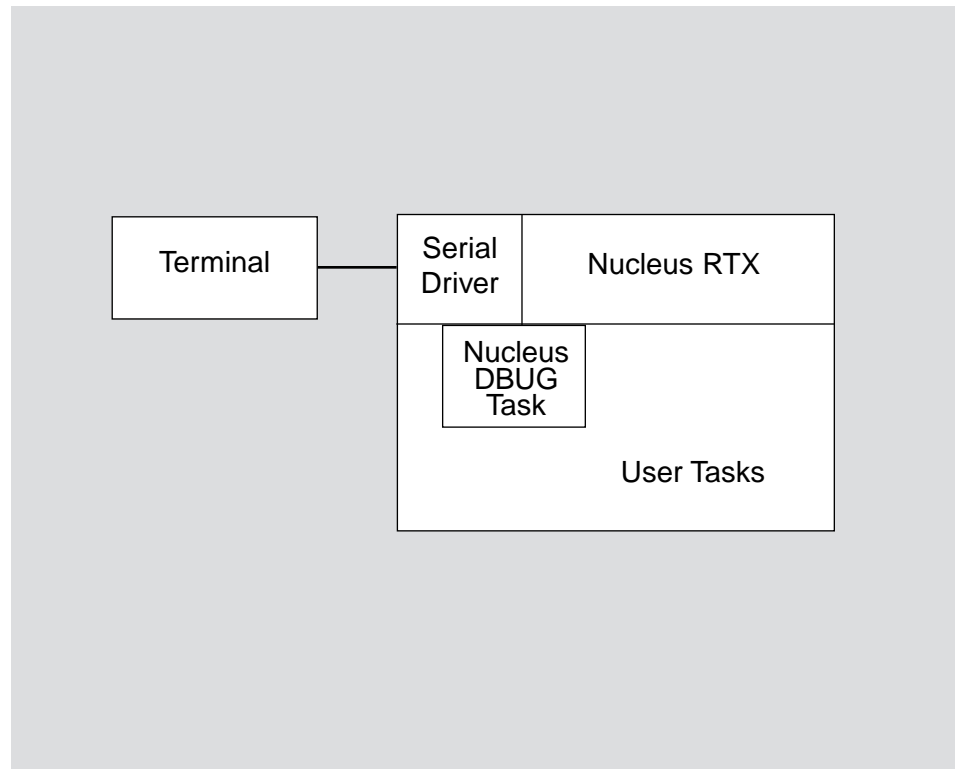 Terminal
Serial
Driver
Nucleus RTX
Nucleus
DBUG
Task
User Tasks